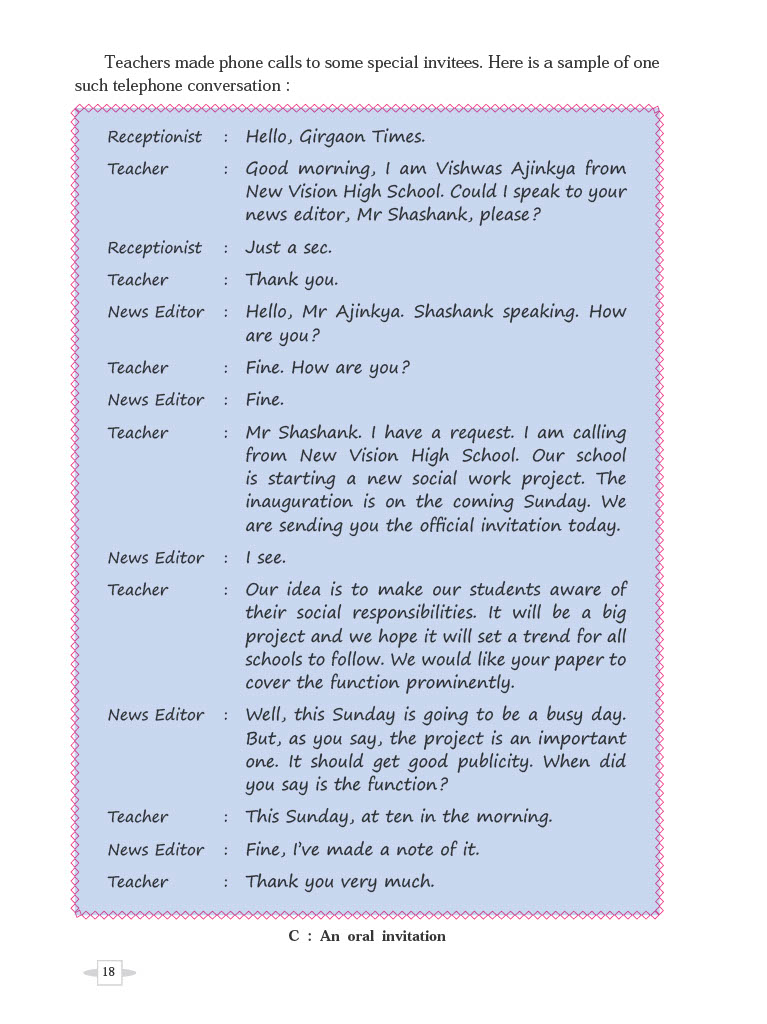 Teachers made phone calls to some special invitees. Here is a sample of one
such telephone conversation :
Receptionist : Hello, Girgaon Times.
Teacher : Good morning, I am Vishwas Ajinkya from
New Vision High School. Could I speak to your
news editor, Mr Shashank, please?
Receptionist : Just a sec.
Teacher : Thank you.
News Editor : Hello, Mr Ajinkya. Shashank speaking. How
are you?
Teacher : Fine. How are you?
News Editor : Fine.
Teacher : Mr Shashank. I have a request. I am calling
from New Vision High School. Our school
is starting a new social work project. The
inauguration is on the coming Sunday. We
are sending you the official invitation today.
News Editor : I see.
Teacher : Our idea is to make our students aware of
their social responsibilities. It will be a big
project and we hope it will set a trend for all
schools to follow. We would like your paper to
cover the function prominently.
News Editor : Well, this Sunday is going to be a busy day.
But, as you say, the project is an important
one. It should get good publicity. When did
you say is the function?
Teacher : This Sunday, at ten in the morning.
News Editor : Fine, I've made a note of it.
Teacher : Thank you very much.
C : An oral invitation
18